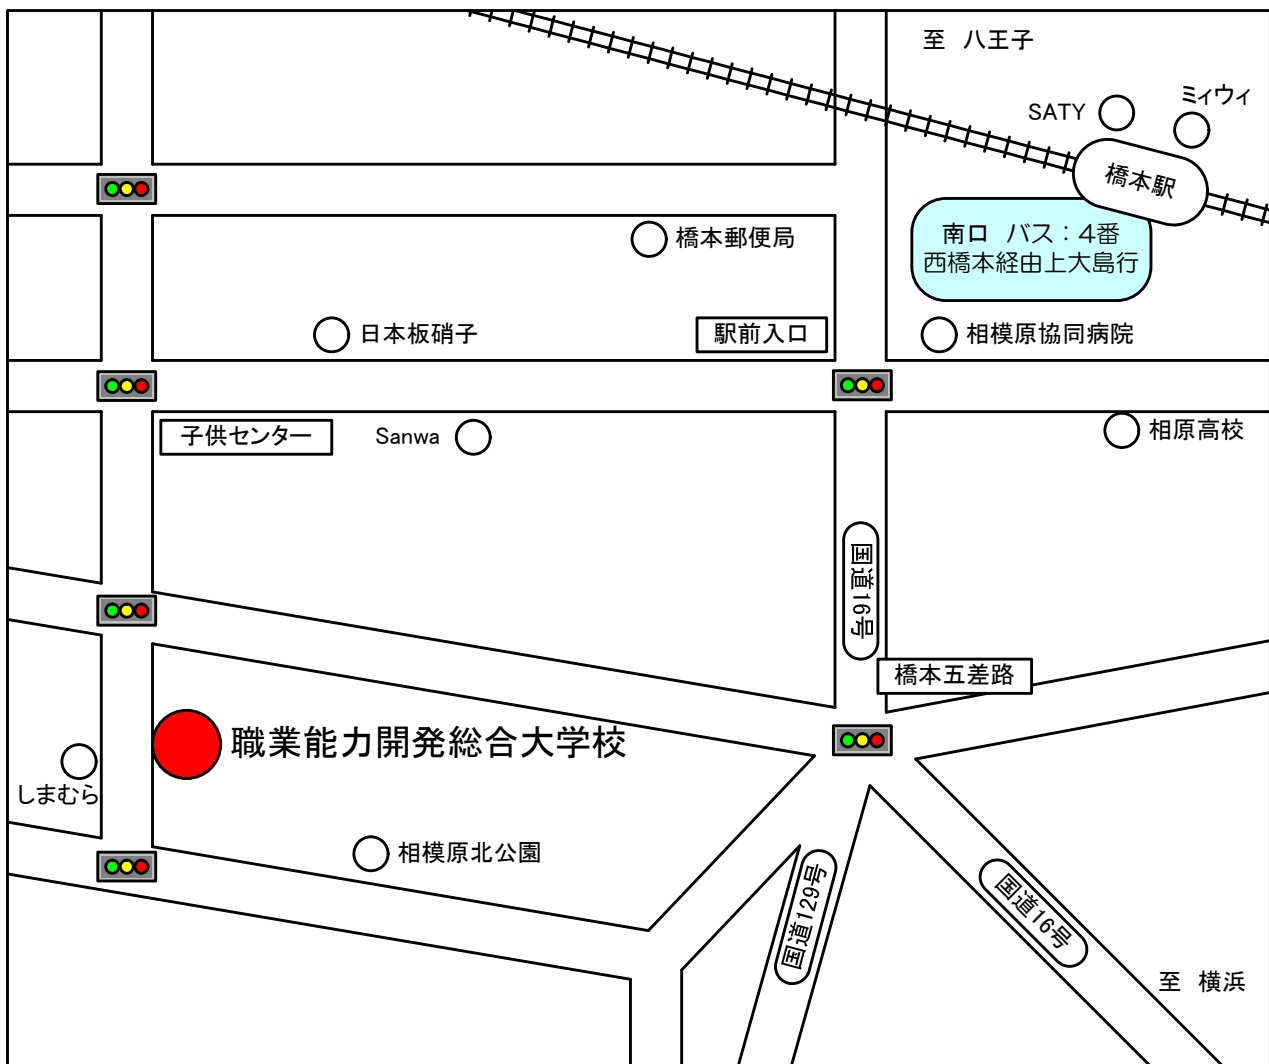 至 八王子
ミィウィ
SATY
橋本駅
南口 バス：4番
西橋本経由上大島行
橋本郵便局
日本板硝子
駅前入口
相模原協同病院
子供センター
Sanwa
相原高校
国道16号
橋本五差路
職業能力開発総合大学校
しまむら
相模原北公園
国道129号
国道16号
至 横浜